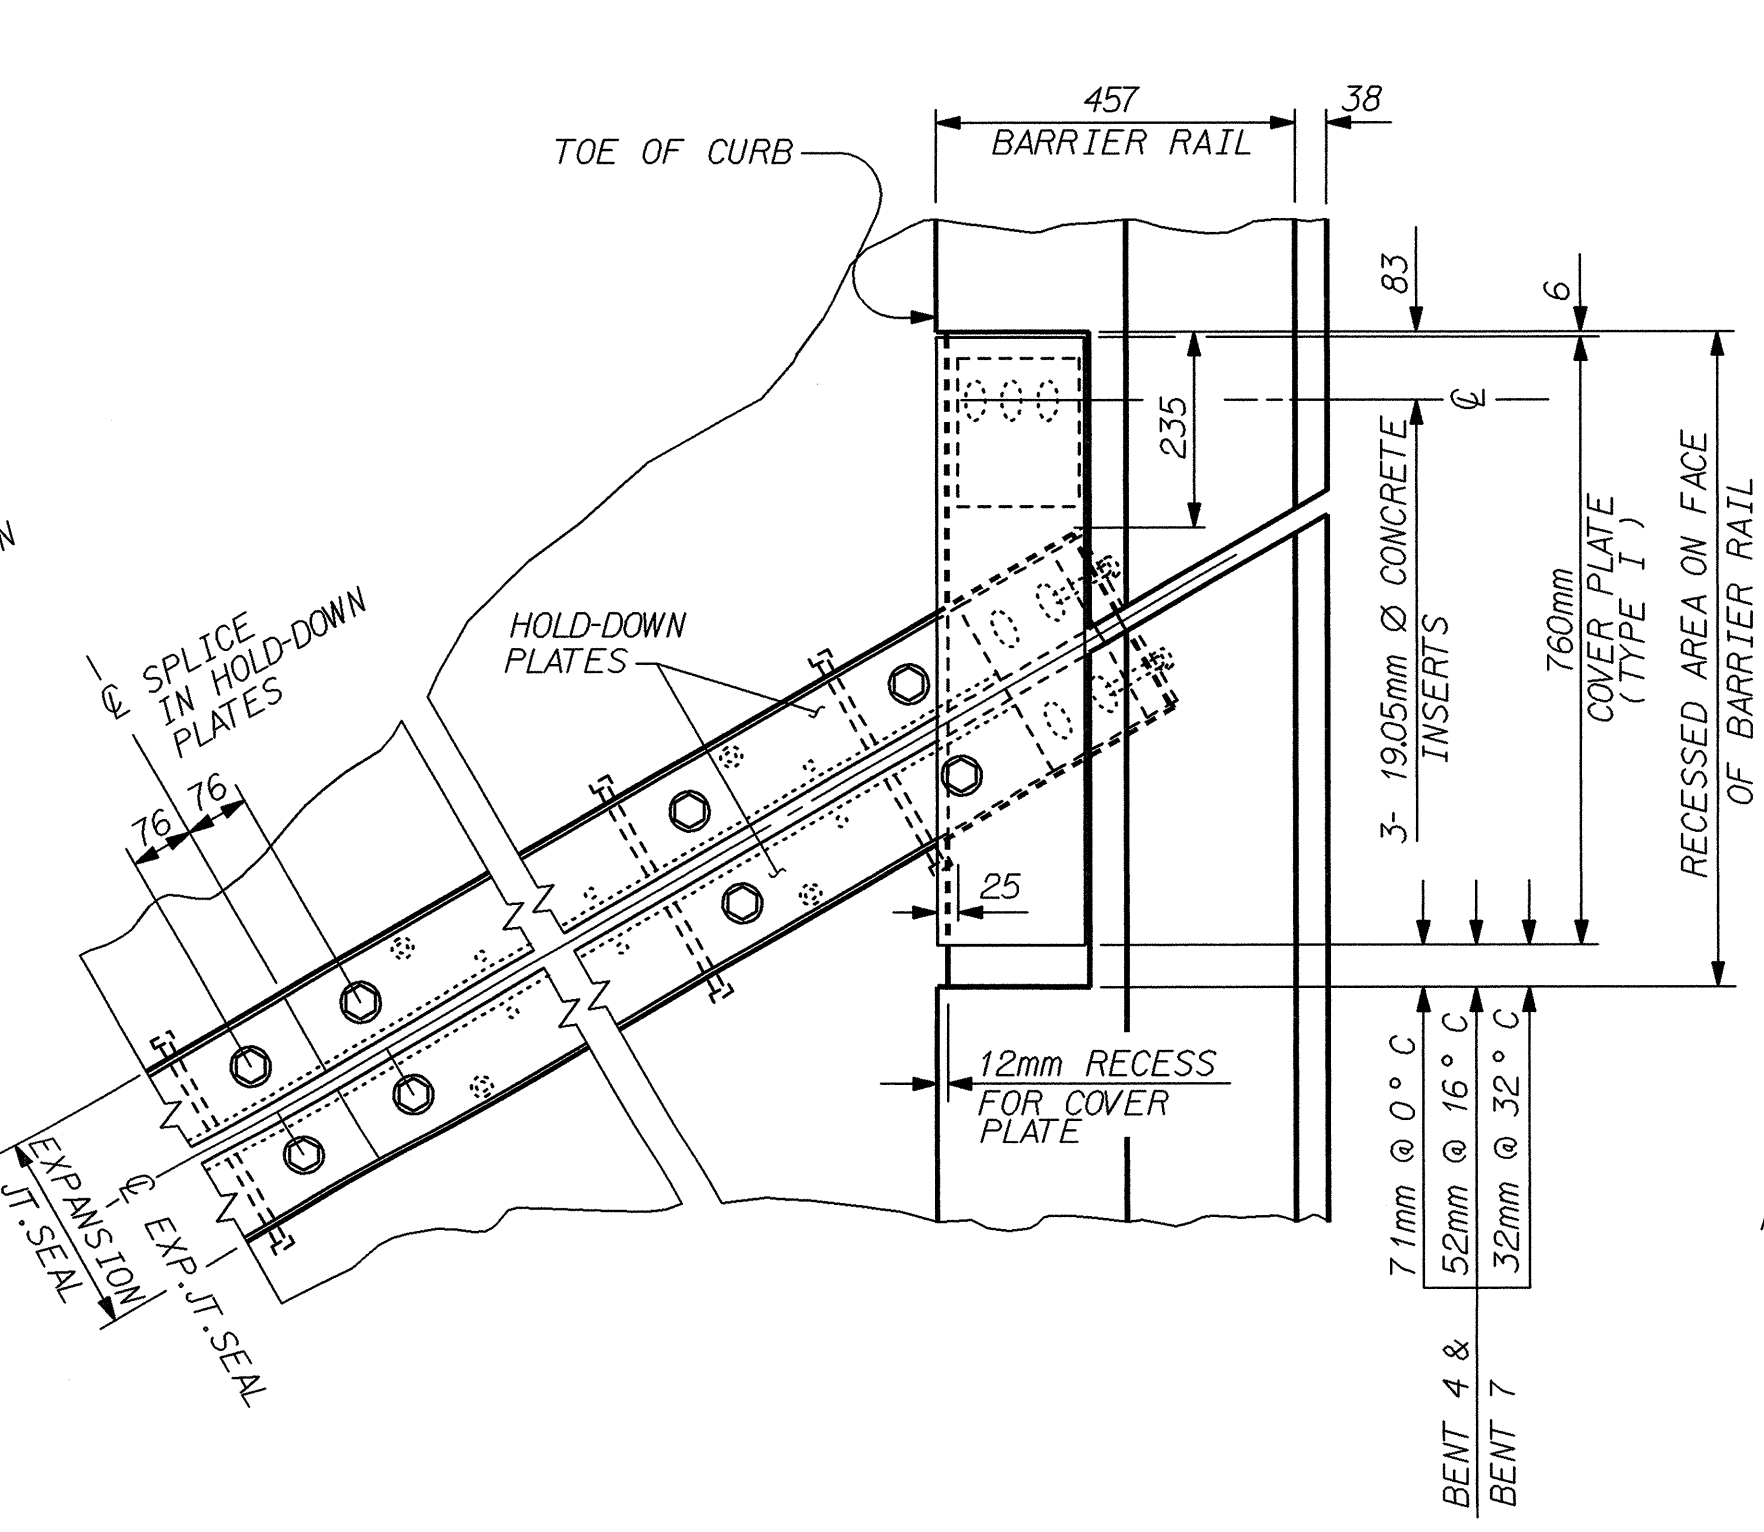 457
38
BARRIER RAIL
TOE OF CURB
83
6
℄
235
3- 19.05mm Ø CONCRETE
INSERTS
760mm
COVER PLATE
(TYPE I)
RECESSED AREA ON FACE
OF BARRIER RAIL
N
℄ SPLICE
IN HOLD-DOWN
PLATES
HOLD-DOWN
PLATES
76
76
25
12mm RECESS
FOR COVER
PLATE
71mm @ 0° C
52mm @ 16° C
32mm @ 32° C
BENT 4 &
BENT 7
EXPANSION
JT.SEAL
℄ EXP.JT.SEAL